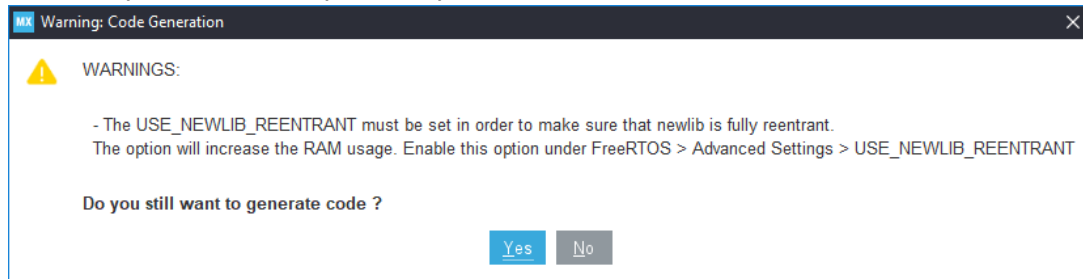 MX Warning: Code Generation
WARNINGS:
- The USE_NEWLIB_REENTRANT must be set in order to make sure that newlib is fully reentrant.
The option will increase the RAM usage. Enable this option under FreeRTOS > Advanced Settings > USE_NEWLIB_REENTRANT
Do you still want to generate code ?
Yes No